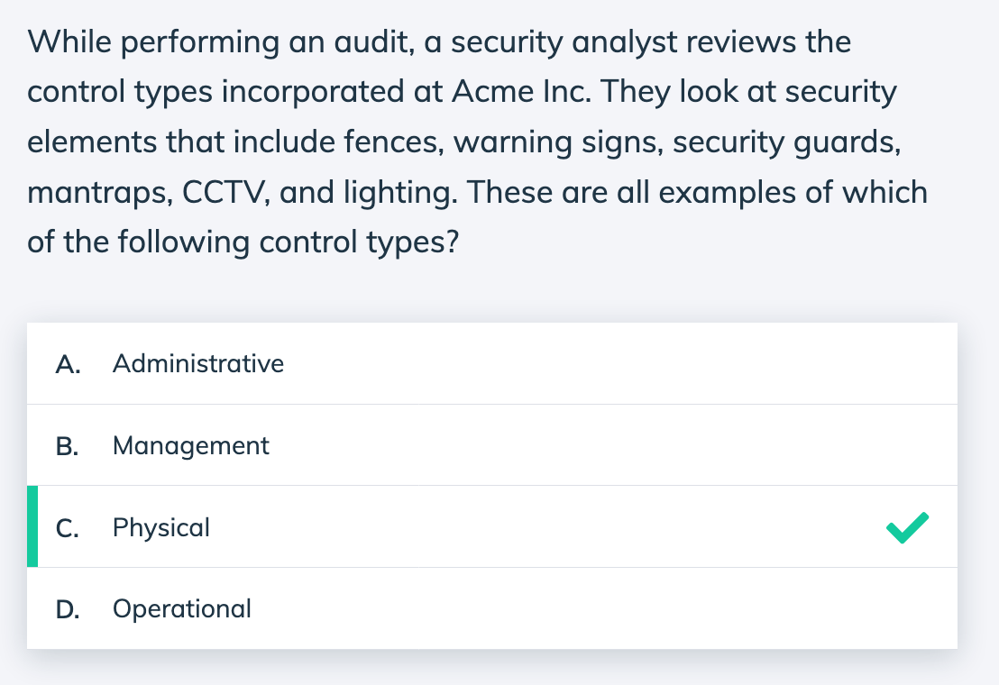 While performing an audit, a security analyst reviews the
control types incorporated at Acme Inc. They look at security
elements that include fences, warning signs, security guards,
mantraps, CCTV, and lighting. These are all examples of which
of the following control types?
A. Administrative
B. Management
C. Physical
D. Operational